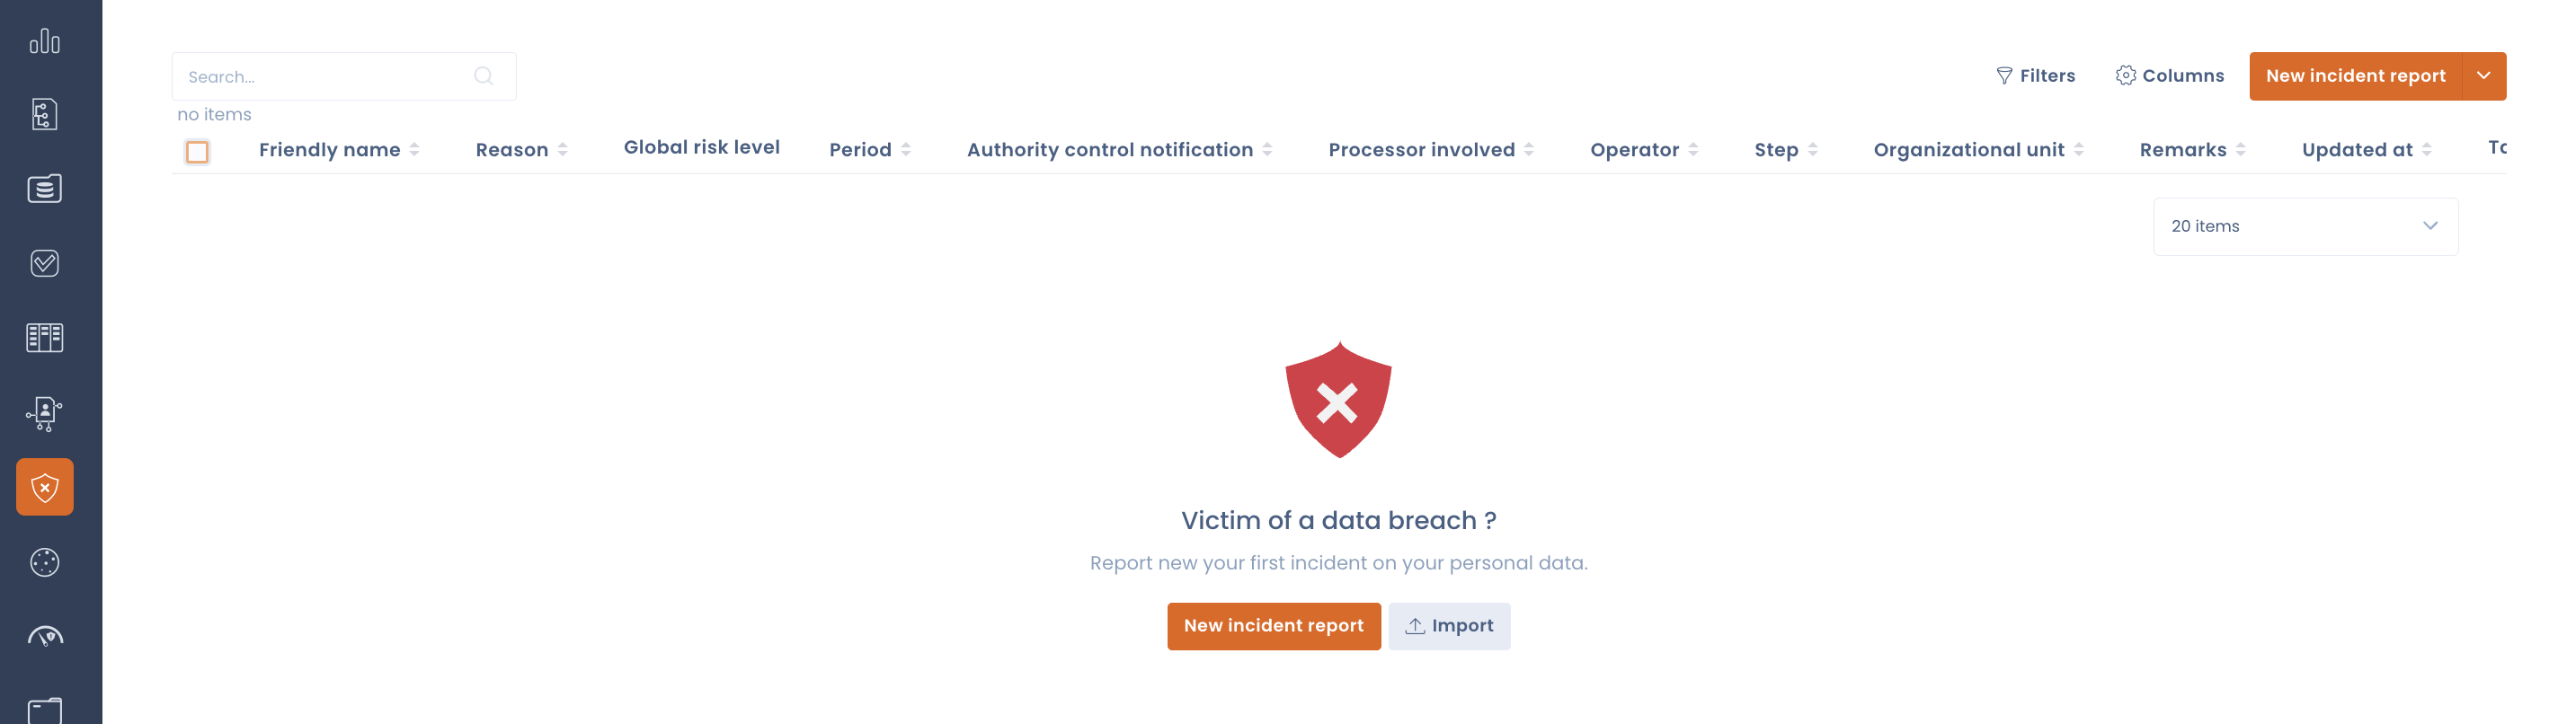 Search...
Filters
Columns
New incident report
no items
Friendly name Reason Global risk level Period Authority control notification Processor involved Operator Step Organizational unit Remarks Updated at
20 items
Victim of a data breach ?
Report new your first incident on your personal data.
New incident report
Import